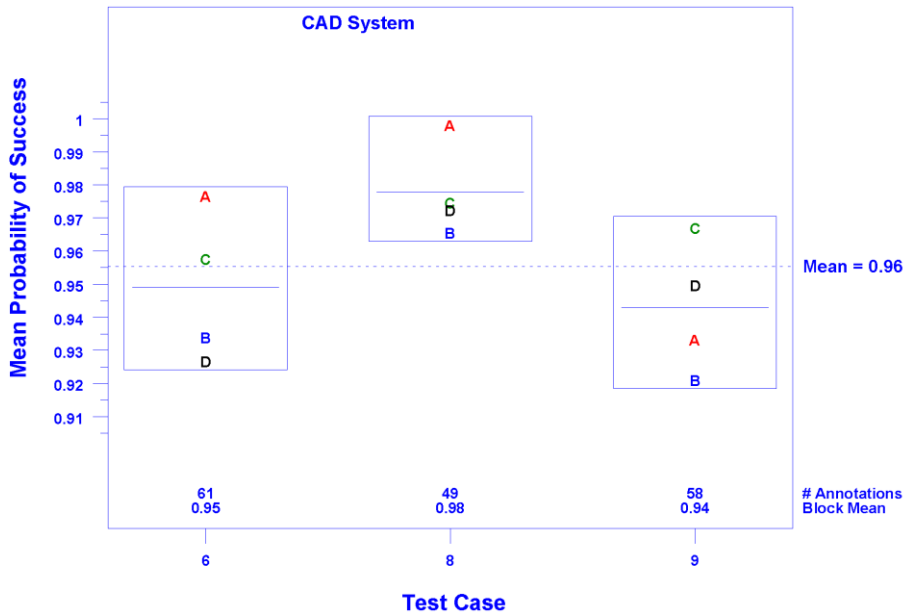 CAD System
Mean Probability of Success
1
0.99
0.98
0.97
0.96
0.95
0.94
0.93
0.92
0.91
A
C
B
D
A
C
D
B
C
D
A
B
Mean = 0.96
61 49 58 # Annotations
0.95 0.98 0.94 Block Mean
6 8 9
Test Case